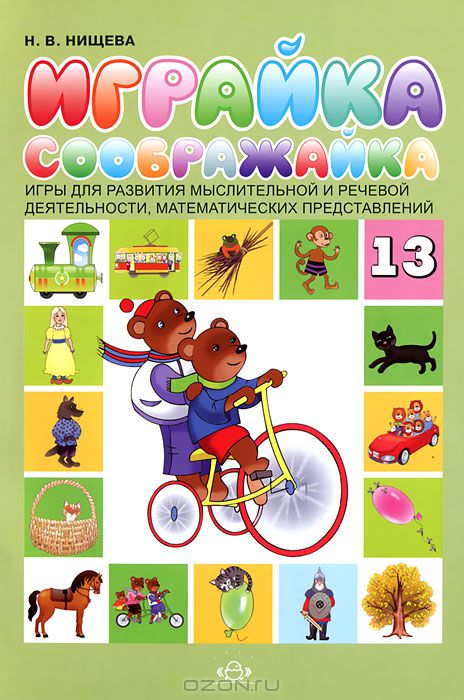 Н. В. НИЩЕВА
ИГРАЙКА
СООБРАЖАЙКА
ИГРЫ ДЛЯ РАЗВИТИЯ МЫСЛИТЕЛЬНОЙ И РЕЧЕВОЙ
ДЕЯТЕЛЬНОСТИ, МАТЕМАТИЧЕСКИХ ПРЕДСТАВЛЕНИЙ
13
OZON.RU